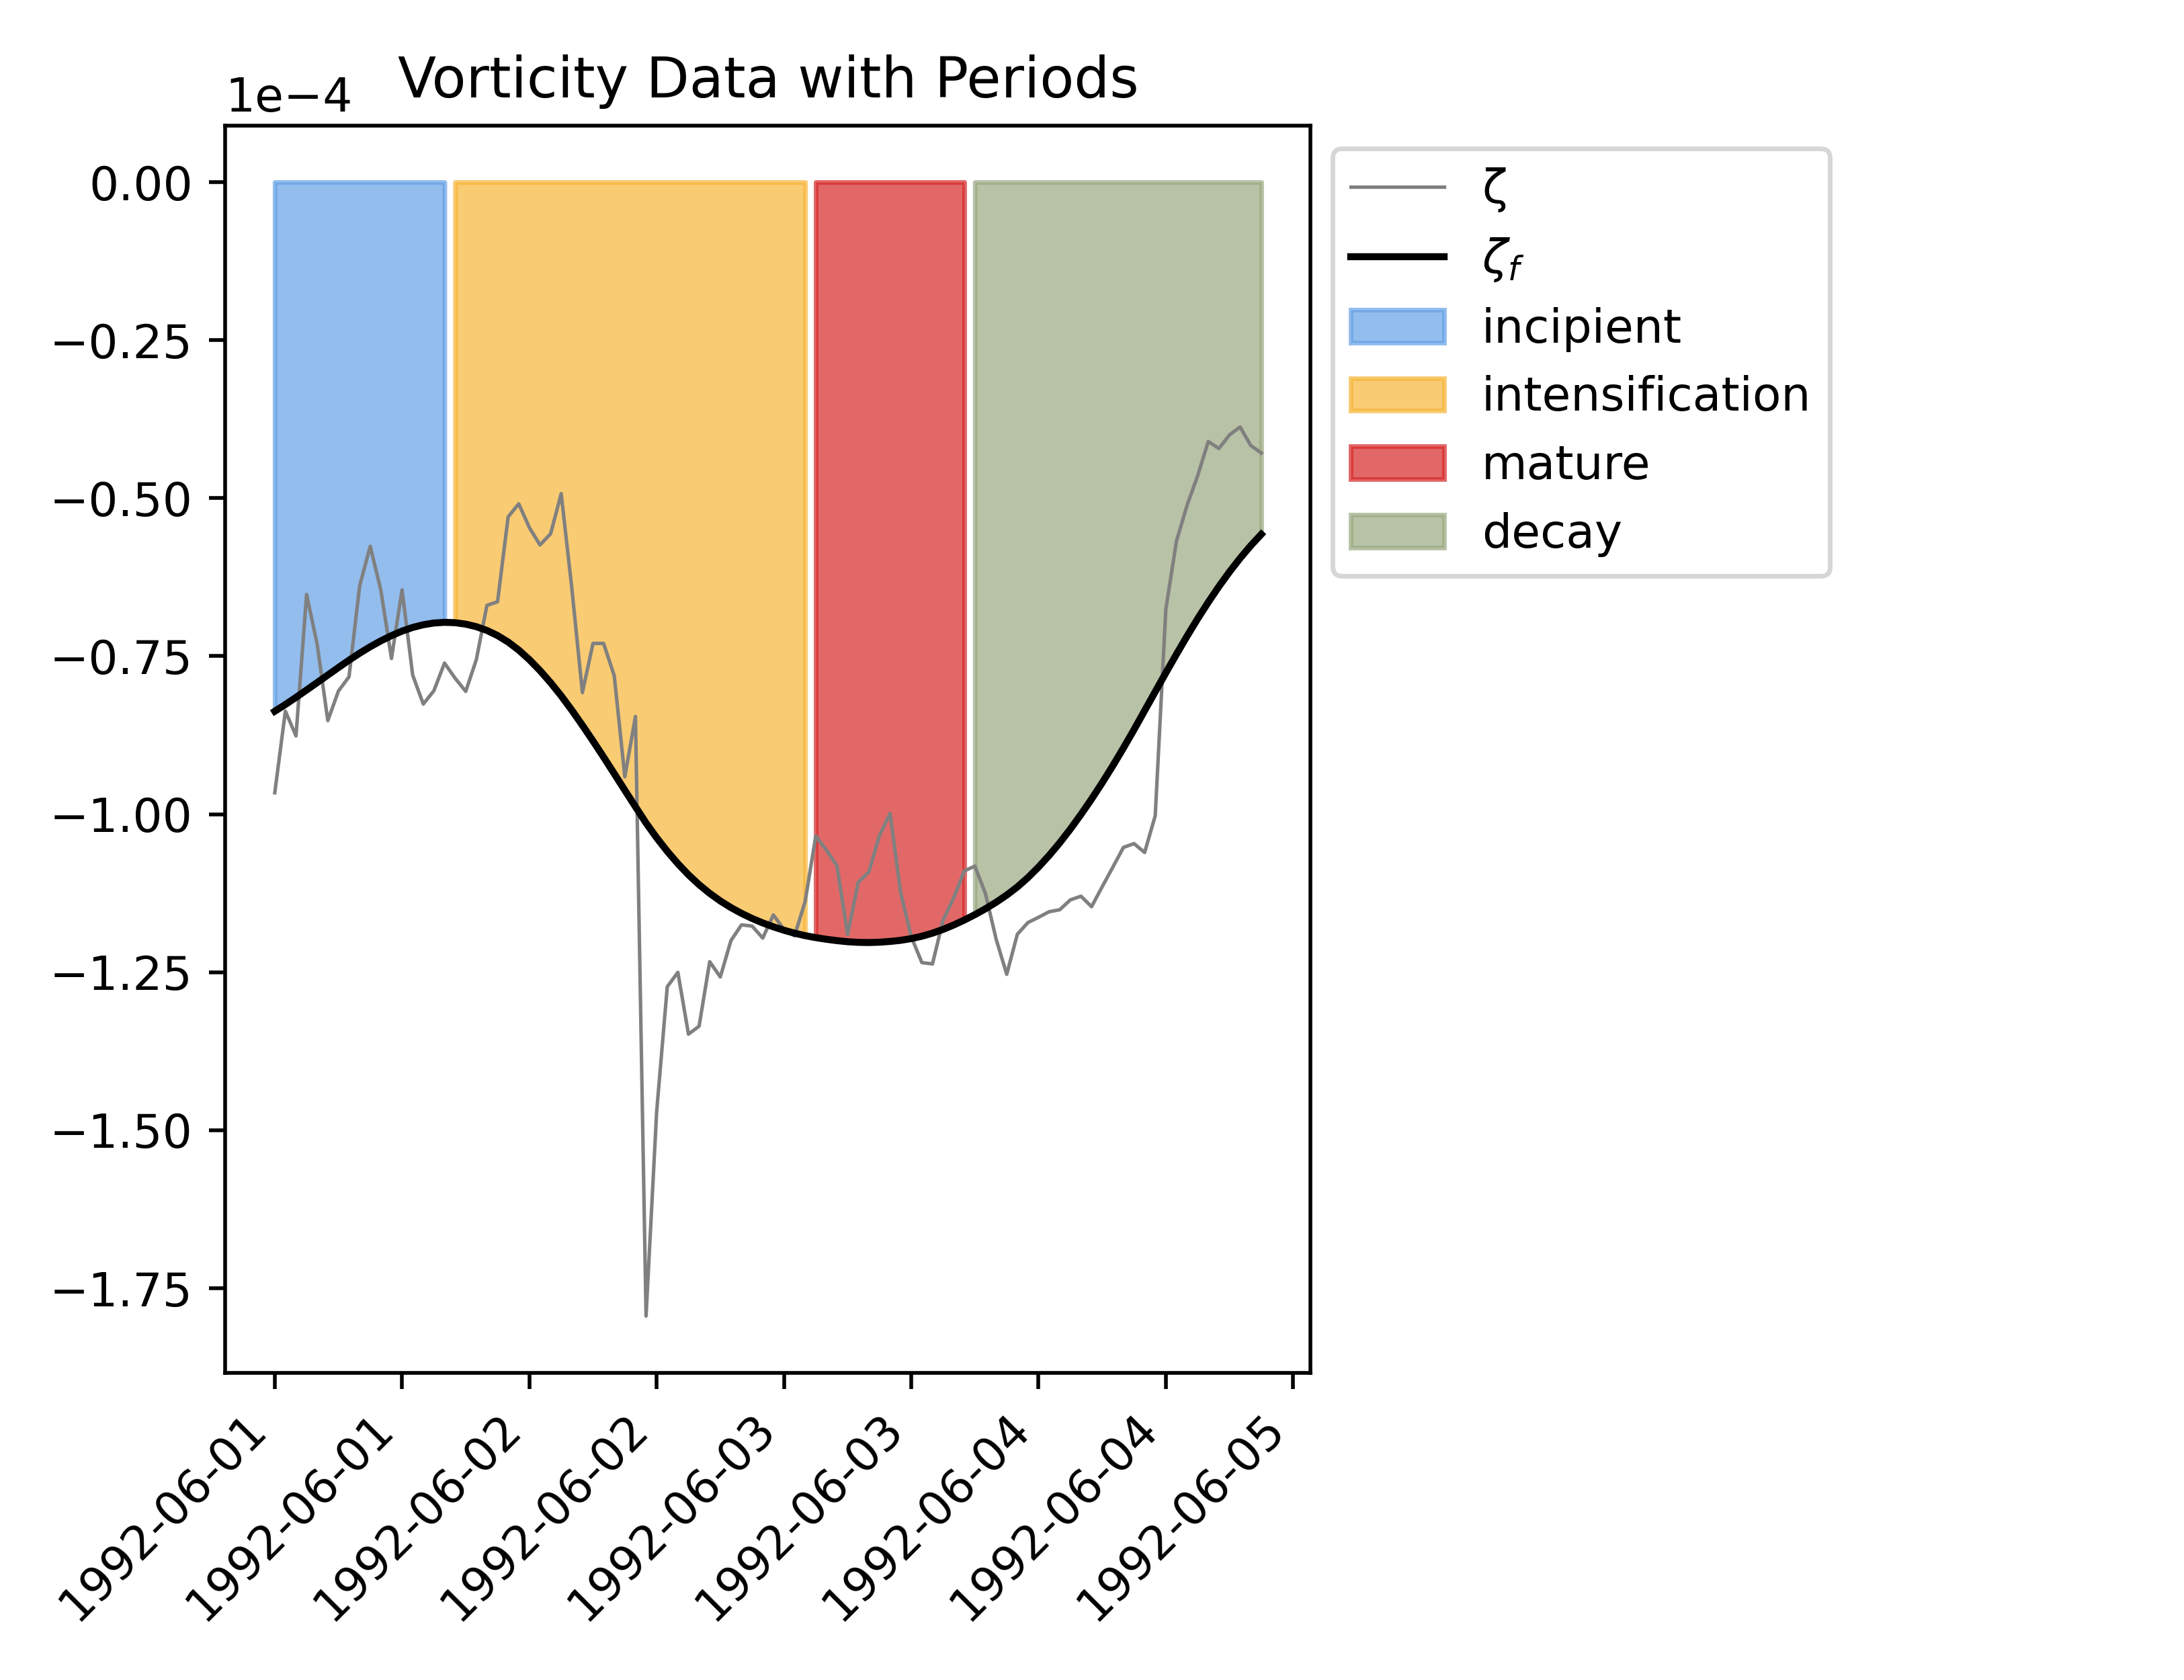 Vorticity Data with Periods
1e−4
0.00
−0.25
−0.50
−0.75
−1.00
−1.25
−1.50
−1.75
1992-06-01
1992-06-01
1992-06-02
1992-06-02
1992-06-03
1992-06-03
1992-06-04
1992-06-04
1992-06-05
ζ
ζf
incipient
intensification
mature
decay